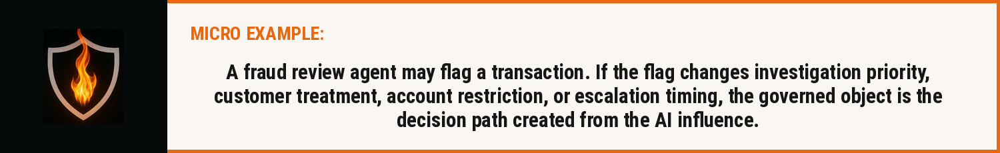 MICRO EXAMPLE:
A fraud review agent may flag a transaction. If the flag changes investigation priority,
customer treatment, account restriction, or escalation timing, the governed object is the
decision path created from the AI influence.